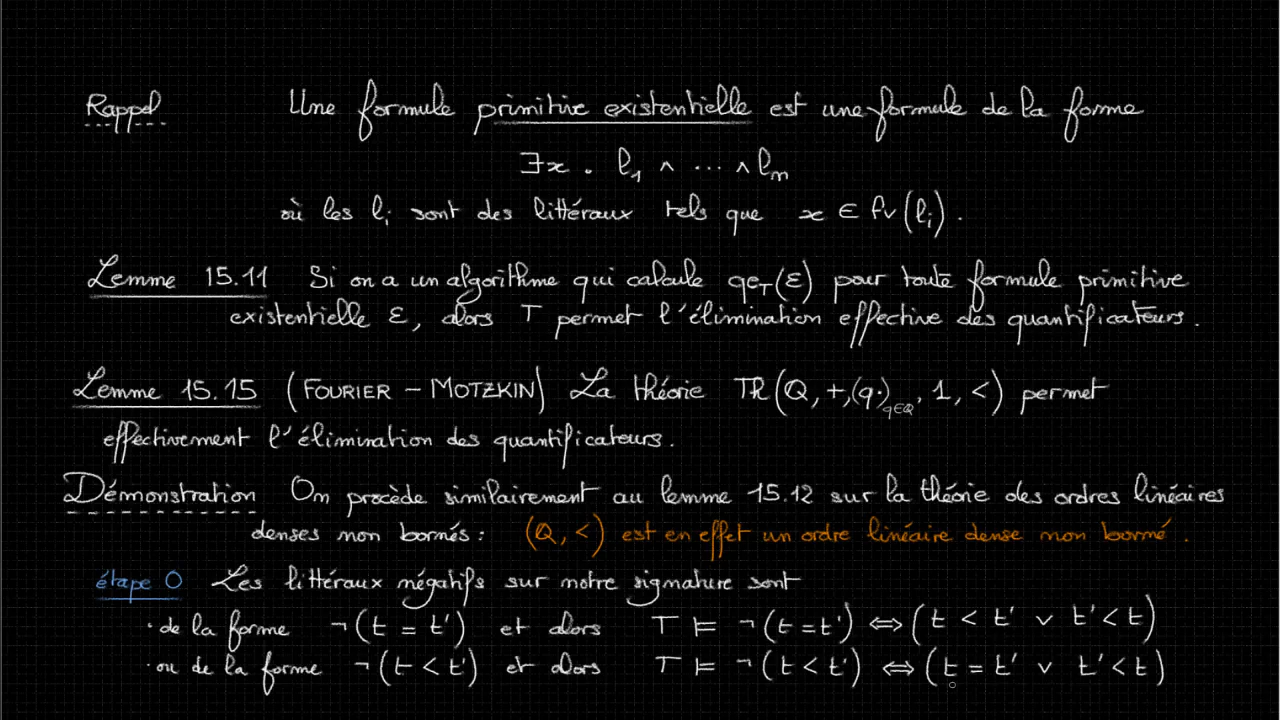 Rappel Une formule primitive existentielle est une formule de la forme
∃x . l₁ ∧ ... ∧ lₙ
où les lᵢ sont des littéraux tels que x ∈ fv(lᵢ).
Lemme 15.11 Si on a un algorithme qui calcule qe_T(ε) pour toute formule primitive
existentielle ε, alors T permet l'élimination effective des quantificateurs.
Lemme 15.15 (FOURIER – MOTZKIN) La théorie Th(Q, +, (q·)_{q∈Q}, 1, <) permet
effectivement l'élimination des quantificateurs.
Démonstration On procède similairement au lemme 15.12 sur la théorie des ordres linéaires
denses non bornés : (Q, <) est en effet un ordre linéaire dense non borné.
étape 0 Les littéraux négatifs sur notre signature sont
· de la forme ¬(t = t') et alors T ⊨ ¬(t = t') ⇔ (t < t' ∨ t' < t)
· ou de la forme ¬(t < t') et alors T ⊨ ¬(t < t') ⇔ (t = t' ∨ t' < t)